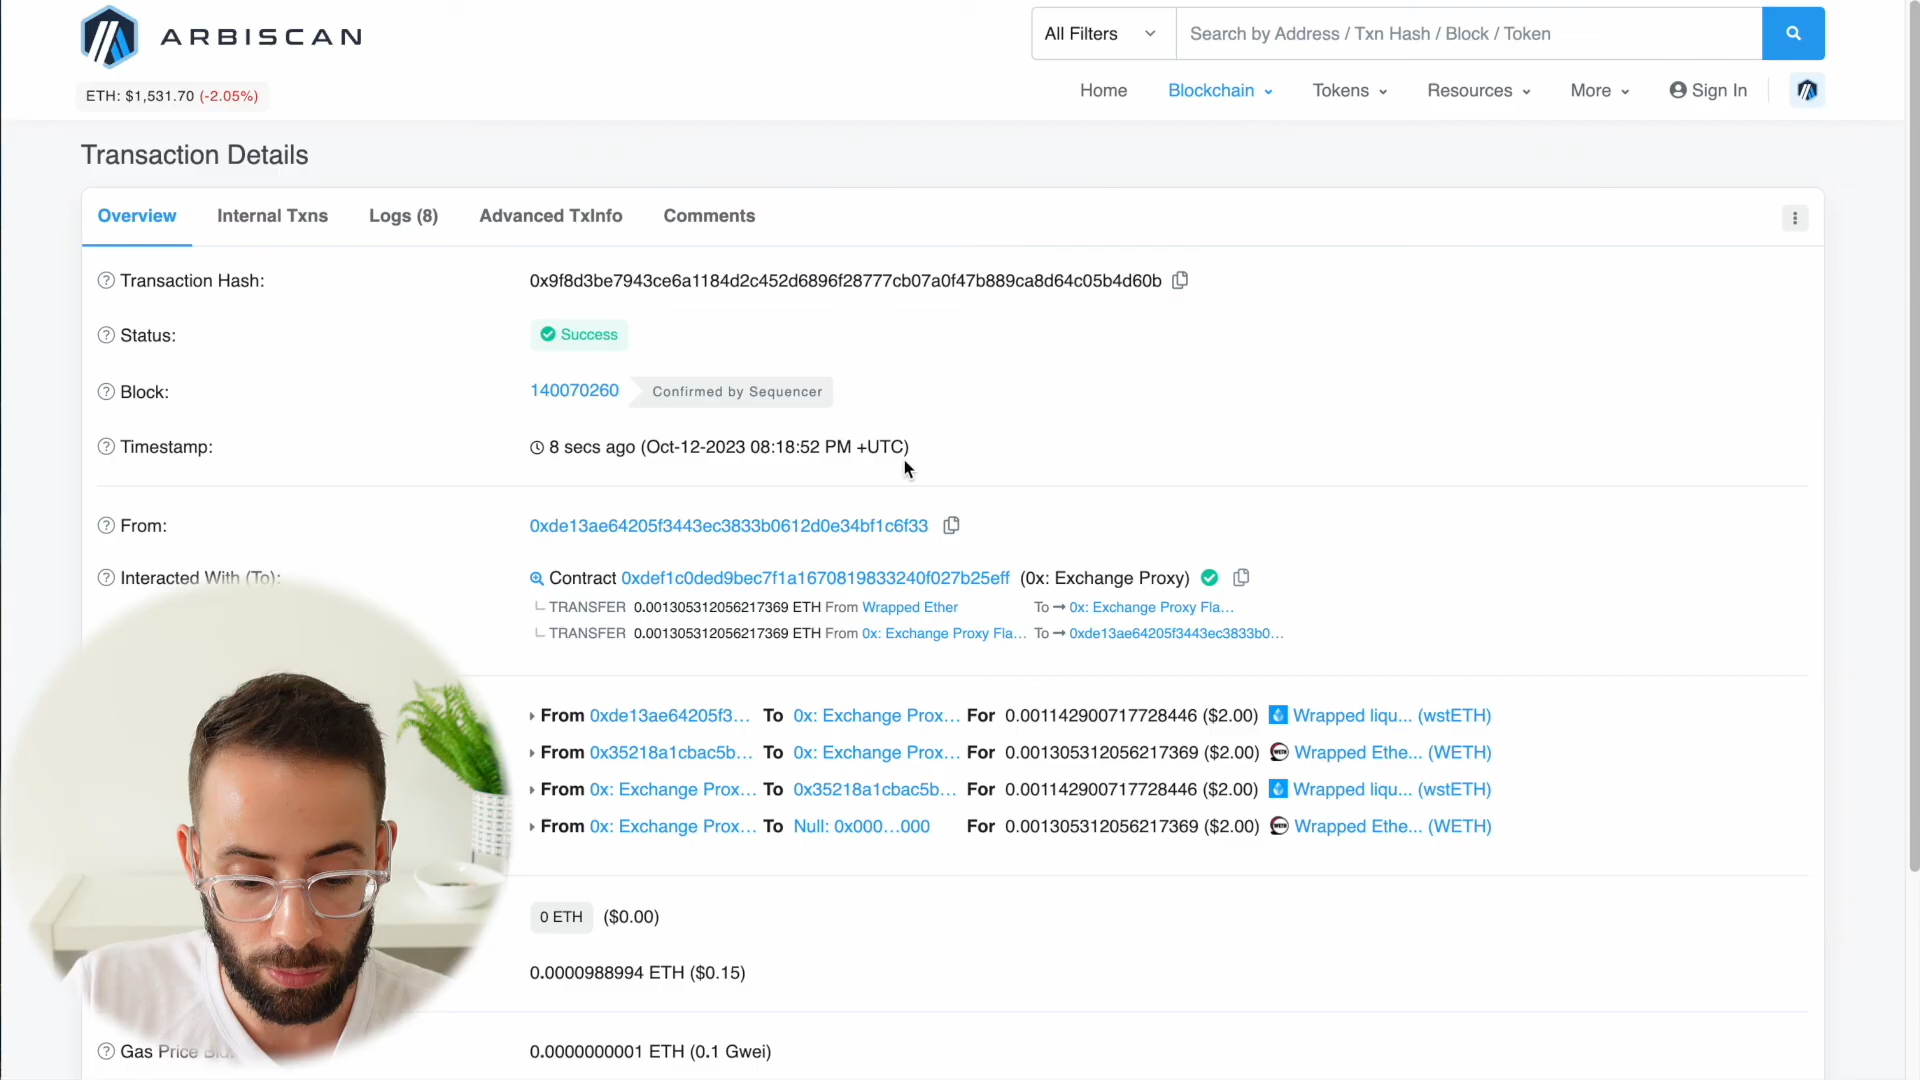 ARBISCAN
All Filters
Search by Address / Txn Hash / Block / Token
ETH: $1,531.70 (-2.05%)
Home Blockchain Tokens Resources More Sign In
Transaction Details
Overview Internal Txns Logs (8) Advanced TxInfo Comments
Transaction Hash: 0x9f8d3be7943ce6a1184d2c452d6896f28777cb07a0f47b889ca8d64c05b4d60b
Status: Success
Block: 140070260 Confirmed by Sequencer
Timestamp: 8 secs ago (Oct-12-2023 08:18:52 PM +UTC)
From: 0xde13ae64205f3443ec3833b0612d0e34bf1c6f33
Interacted With (To): Contract 0xdef1c0ded9bec7f1a1670819833240f027b25eff (0x: Exchange Proxy)
TRANSFER 0.001305312056217369 ETH From Wrapped Ether To → 0x: Exchange Proxy Fla...
TRANSFER 0.001305312056217369 ETH From 0x: Exchange Proxy Fla... To → 0xde13ae64205f3443ec3833b0...
From 0xde13ae64205f3... To 0x: Exchange Prox... For 0.001142900717728446 ($2.00) Wrapped liqu... (wstETH)
From 0x35218a1cbac5b... To 0x: Exchange Prox... For 0.001305312056217369 ($2.00) WETH Wrapped Ethe... (WETH)
From 0x: Exchange Prox... To 0x35218a1cbac5b... For 0.001142900717728446 ($2.00) Wrapped liqu... (wstETH)
From 0x: Exchange Prox... To Null: 0x000...000 For 0.001305312056217369 ($2.00) WETH Wrapped Ethe... (WETH)
0 ETH ($0.00)
0.0000988994 ETH ($0.15)
Gas Price Bid: 0.0000000001 ETH (0.1 Gwei)